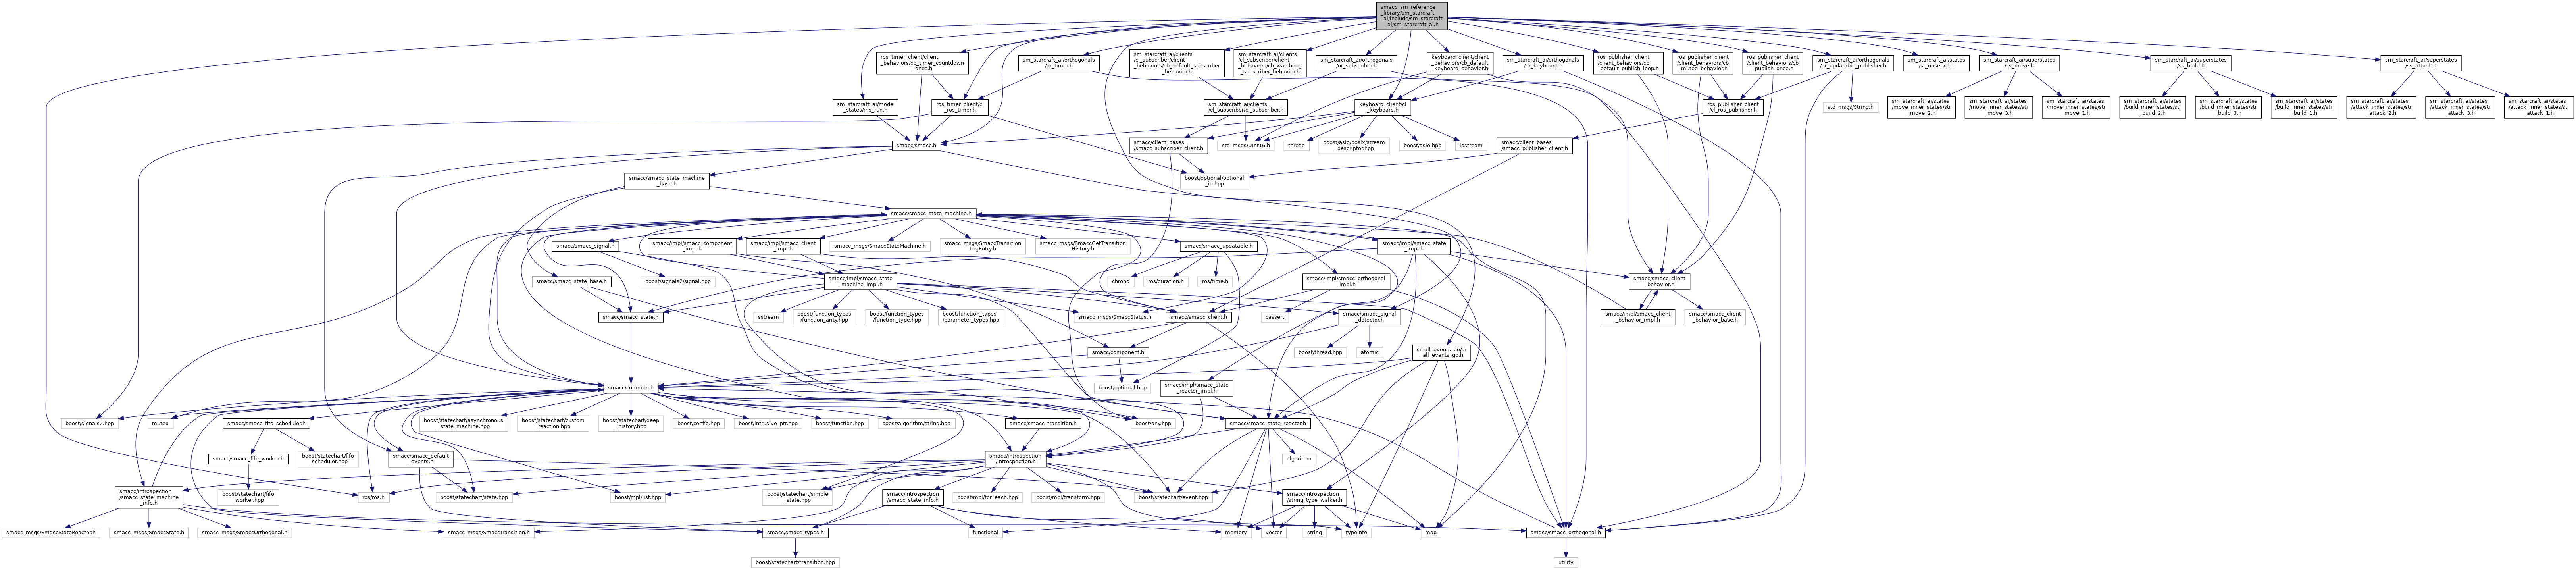 smacc_sm_reference
_library/sm_starcraft
_ai/include/sm_starcraft
_ai/sm_starcraft_ai.h
ros_timer_client/client
_behaviors/cb_timer_countdown
_once.h
sm_starcraft_ai/orthogonals
/or_timer.h
sm_starcraft_ai/clients
/cl_subscriber/client
_behaviors/cb_default_subscriber
_behavior.h
sm_starcraft_ai/clients
/cl_subscriber/client
_behaviors/cb_watchdog
_subscriber_behavior.h
sm_starcraft_ai/orthogonals
/or_subscriber.h
keyboard_client/client
_behaviors/cb_default
_keyboard_behavior.h
sm_starcraft_ai/orthogonals
/or_keyboard.h
ros_publisher_client
/client_behaviors/cb
_default_publish_loop.h
ros_publisher_client
/client_behaviors/cb
_muted_behavior.h
ros_publisher_client
/client_behaviors/cb
_publish_once.h
sm_starcraft_ai/orthogonals
/or_updatable_publisher.h
sm_starcraft_ai/states
/st_observe.h
sm_starcraft_ai/superstates
/ss_move.h
sm_starcraft_ai/superstates
/ss_build.h
sm_starcraft_ai/superstates
/ss_attack.h
sm_starcraft_ai/mode
_states/ms_run.h
ros_timer_client/cl
_ros_timer.h
sm_starcraft_ai/clients
/cl_subscriber/cl_subscriber.h
keyboard_client/cl
_keyboard.h
ros_publisher_client
/cl_ros_publisher.h
std_msgs/String.h
sm_starcraft_ai/states
/move_inner_states/sti
_move_2.h
sm_starcraft_ai/states
/move_inner_states/sti
_move_3.h
sm_starcraft_ai/states
/move_inner_states/sti
_move_1.h
sm_starcraft_ai/states
/build_inner_states/sti
_build_2.h
sm_starcraft_ai/states
/build_inner_states/sti
_build_3.h
sm_starcraft_ai/states
/build_inner_states/sti
_build_1.h
sm_starcraft_ai/states
/attack_inner_states/sti
_attack_2.h
sm_starcraft_ai/states
/attack_inner_states/sti
_attack_3.h
sm_starcraft_ai/states
/attack_inner_states/sti
_attack_1.h
smacc/smacc.h
smacc/client_bases
/smacc_subscriber_client.h
std_msgs/UInt16.h
thread
boost/asio/posix/stream
_descriptor.hpp
boost/asio.hpp
iostream
smacc/client_bases
/smacc_publisher_client.h
smacc/smacc_state_machine
_base.h
boost/optional/optional
_io.hpp
smacc/smacc_state_machine.h
smacc/smacc_signal.h
smacc/impl/smacc_component
_impl.h
smacc/impl/smacc_client
_impl.h
smacc_msgs/SmaccStateMachine.h
smacc_msgs/SmaccTransition
LogEntry.h
smacc_msgs/SmaccGetTransition
History.h
smacc/smacc_updatable.h
smacc/impl/smacc_state
_impl.h
smacc/smacc_state_base.h
boost/signals2/signal.hpp
smacc/impl/smacc_state
_machine_impl.h
chrono
ros/duration.h
ros/time.h
smacc/impl/smacc_orthogonal
_impl.h
smacc/smacc_client
_behavior.h
smacc/smacc_state.h
sstream
boost/function_types
/function_arity.hpp
boost/function_types
/function_type.hpp
boost/function_types
/parameter_types.hpp
smacc_msgs/SmaccStatus.h
smacc/smacc_client.h
cassert
smacc/smacc_signal
_detector.h
smacc/impl/smacc_client
_behavior_impl.h
smacc/smacc_client
_behavior_base.h
smacc/component.h
boost/thread.hpp
atomic
sr_all_events_go/sr
_all_events_go.h
smacc/common.h
boost/optional.hpp
smacc/impl/smacc_state
_reactor_impl.h
boost/signals2.hpp
mutex
smacc/smacc_fifo_scheduler.h
boost/statechart/asynchronous
_state_machine.hpp
boost/statechart/custom
_reaction.hpp
boost/statechart/deep
_history.hpp
boost/config.hpp
boost/intrusive_ptr.hpp
boost/function.hpp
boost/algorithm/string.hpp
smacc/smacc_transition.h
boost/any.hpp
smacc/smacc_state_reactor.h
smacc/smacc_fifo_worker.h
boost/statechart/fifo
_scheduler.hpp
smacc/smacc_default
_events.h
smacc/introspection
/introspection.h
algorithm
smacc/introspection
/smacc_state_machine
_info.h
boost/statechart/fifo
_worker.hpp
ros/ros.h
boost/statechart/state.hpp
boost/mpl/list.hpp
boost/statechart/simple
_state.hpp
smacc/introspection
/smacc_state_info.h
boost/mpl/for_each.hpp
boost/mpl/transform.hpp
boost/statechart/event.hpp
smacc/introspection
/string_type_walker.h
smacc_msgs/SmaccStateReactor.h
smacc_msgs/SmaccState.h
smacc_msgs/SmaccOrthogonal.h
smacc_msgs/SmaccTransition.h
smacc/smacc_types.h
functional
memory
vector
string
typeinfo
map
smacc/smacc_orthogonal.h
boost/statechart/transition.hpp
utility